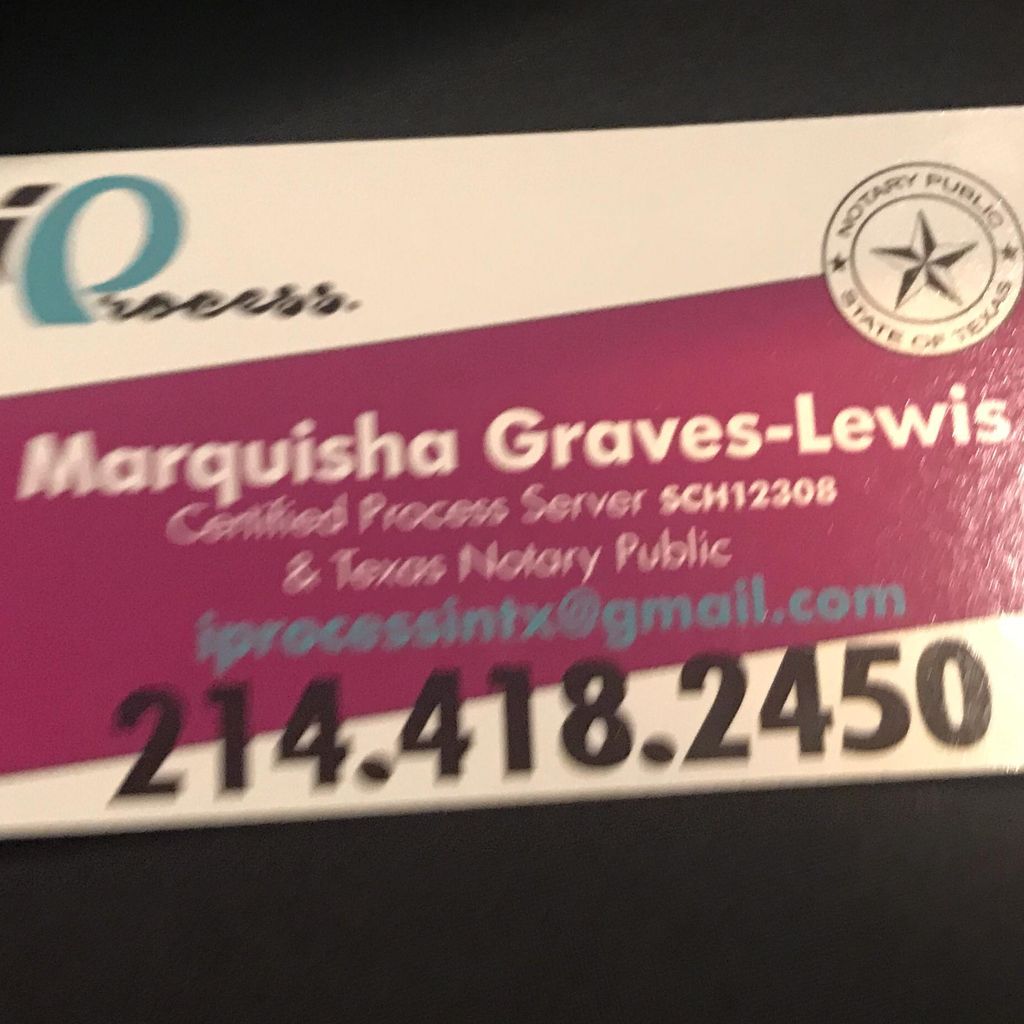 iProcess.
NOTARY PUBLIC
STATE OF TEXAS
Marquisha Graves-Lewis
Certified Process Server SCH12308
& Texas Notary Public
iprocessintx@gmail.com
214.418.2450